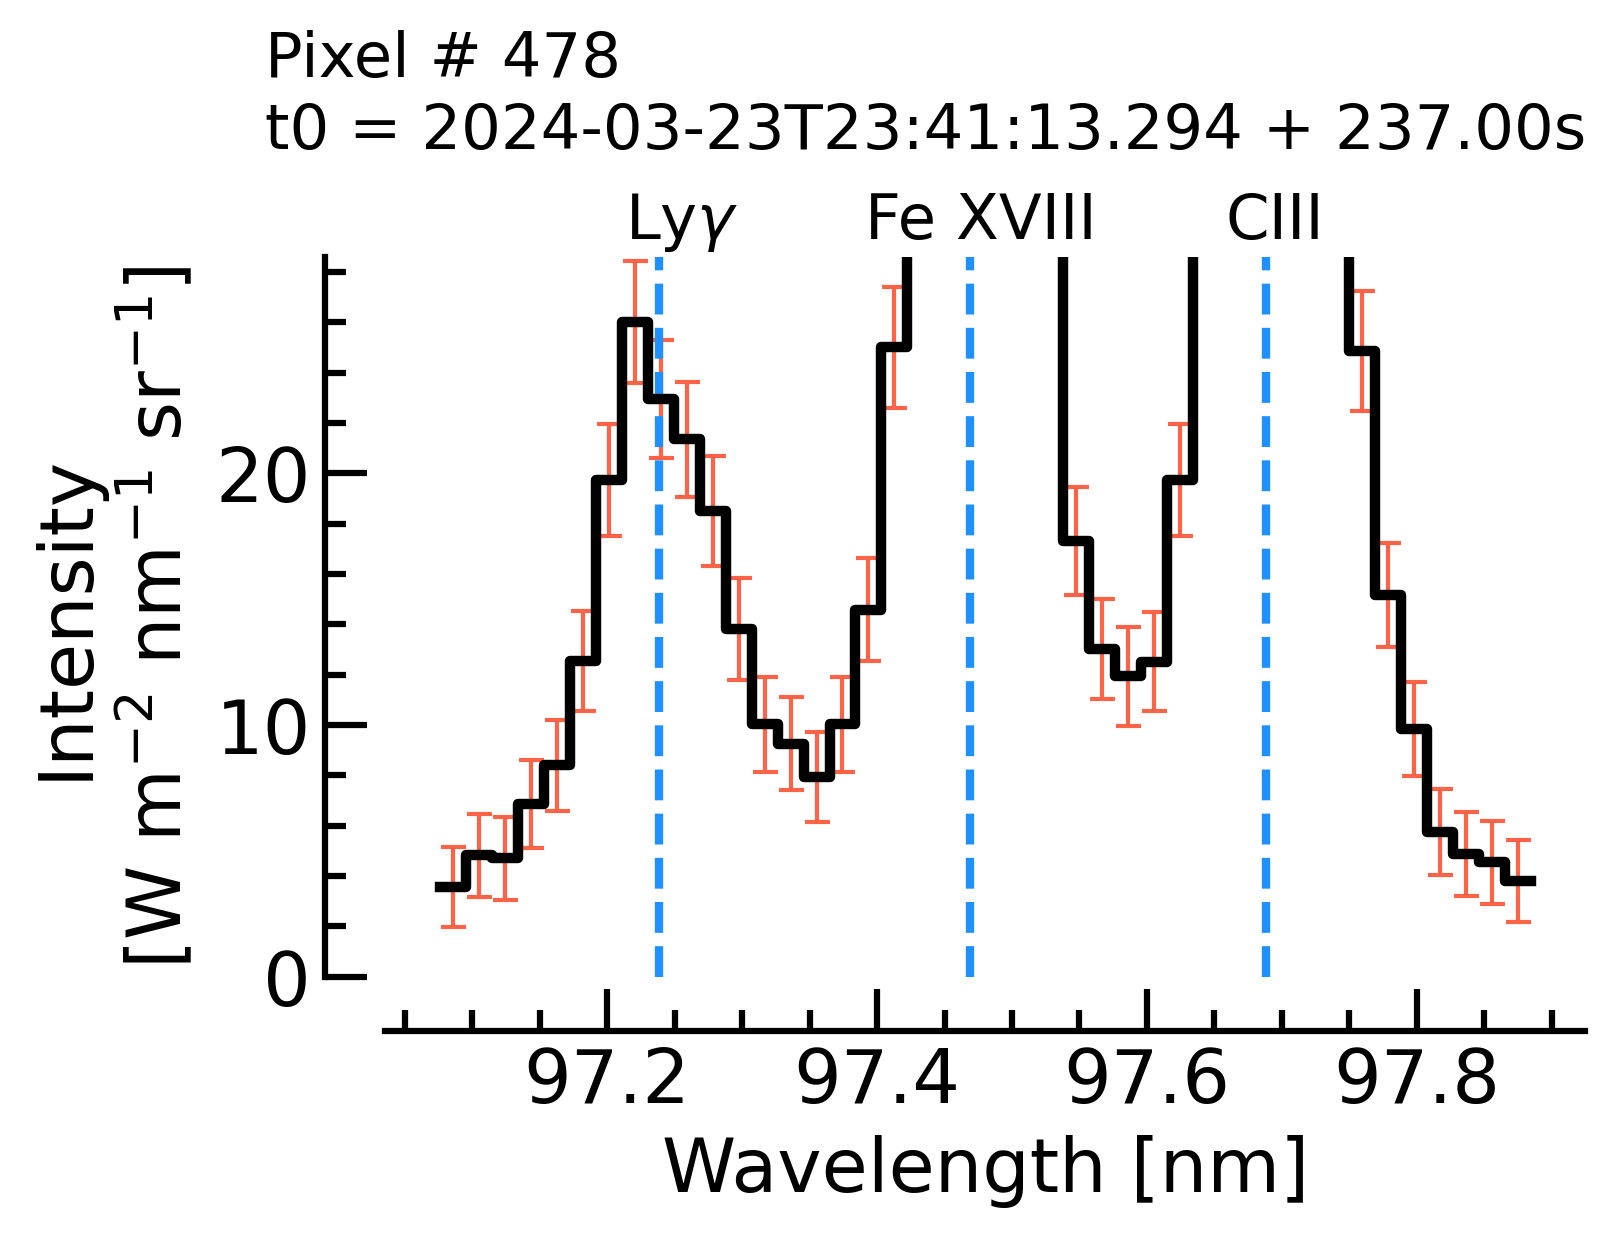 Pixel # 478
t0 = 2024-03-23T23:41:13.294 + 237.00s
Lyγ Fe XVIII CIII
Intensity
[W m⁻² nm⁻¹ sr⁻¹]
20
10
0
97.2 97.4 97.6 97.8
Wavelength [nm]